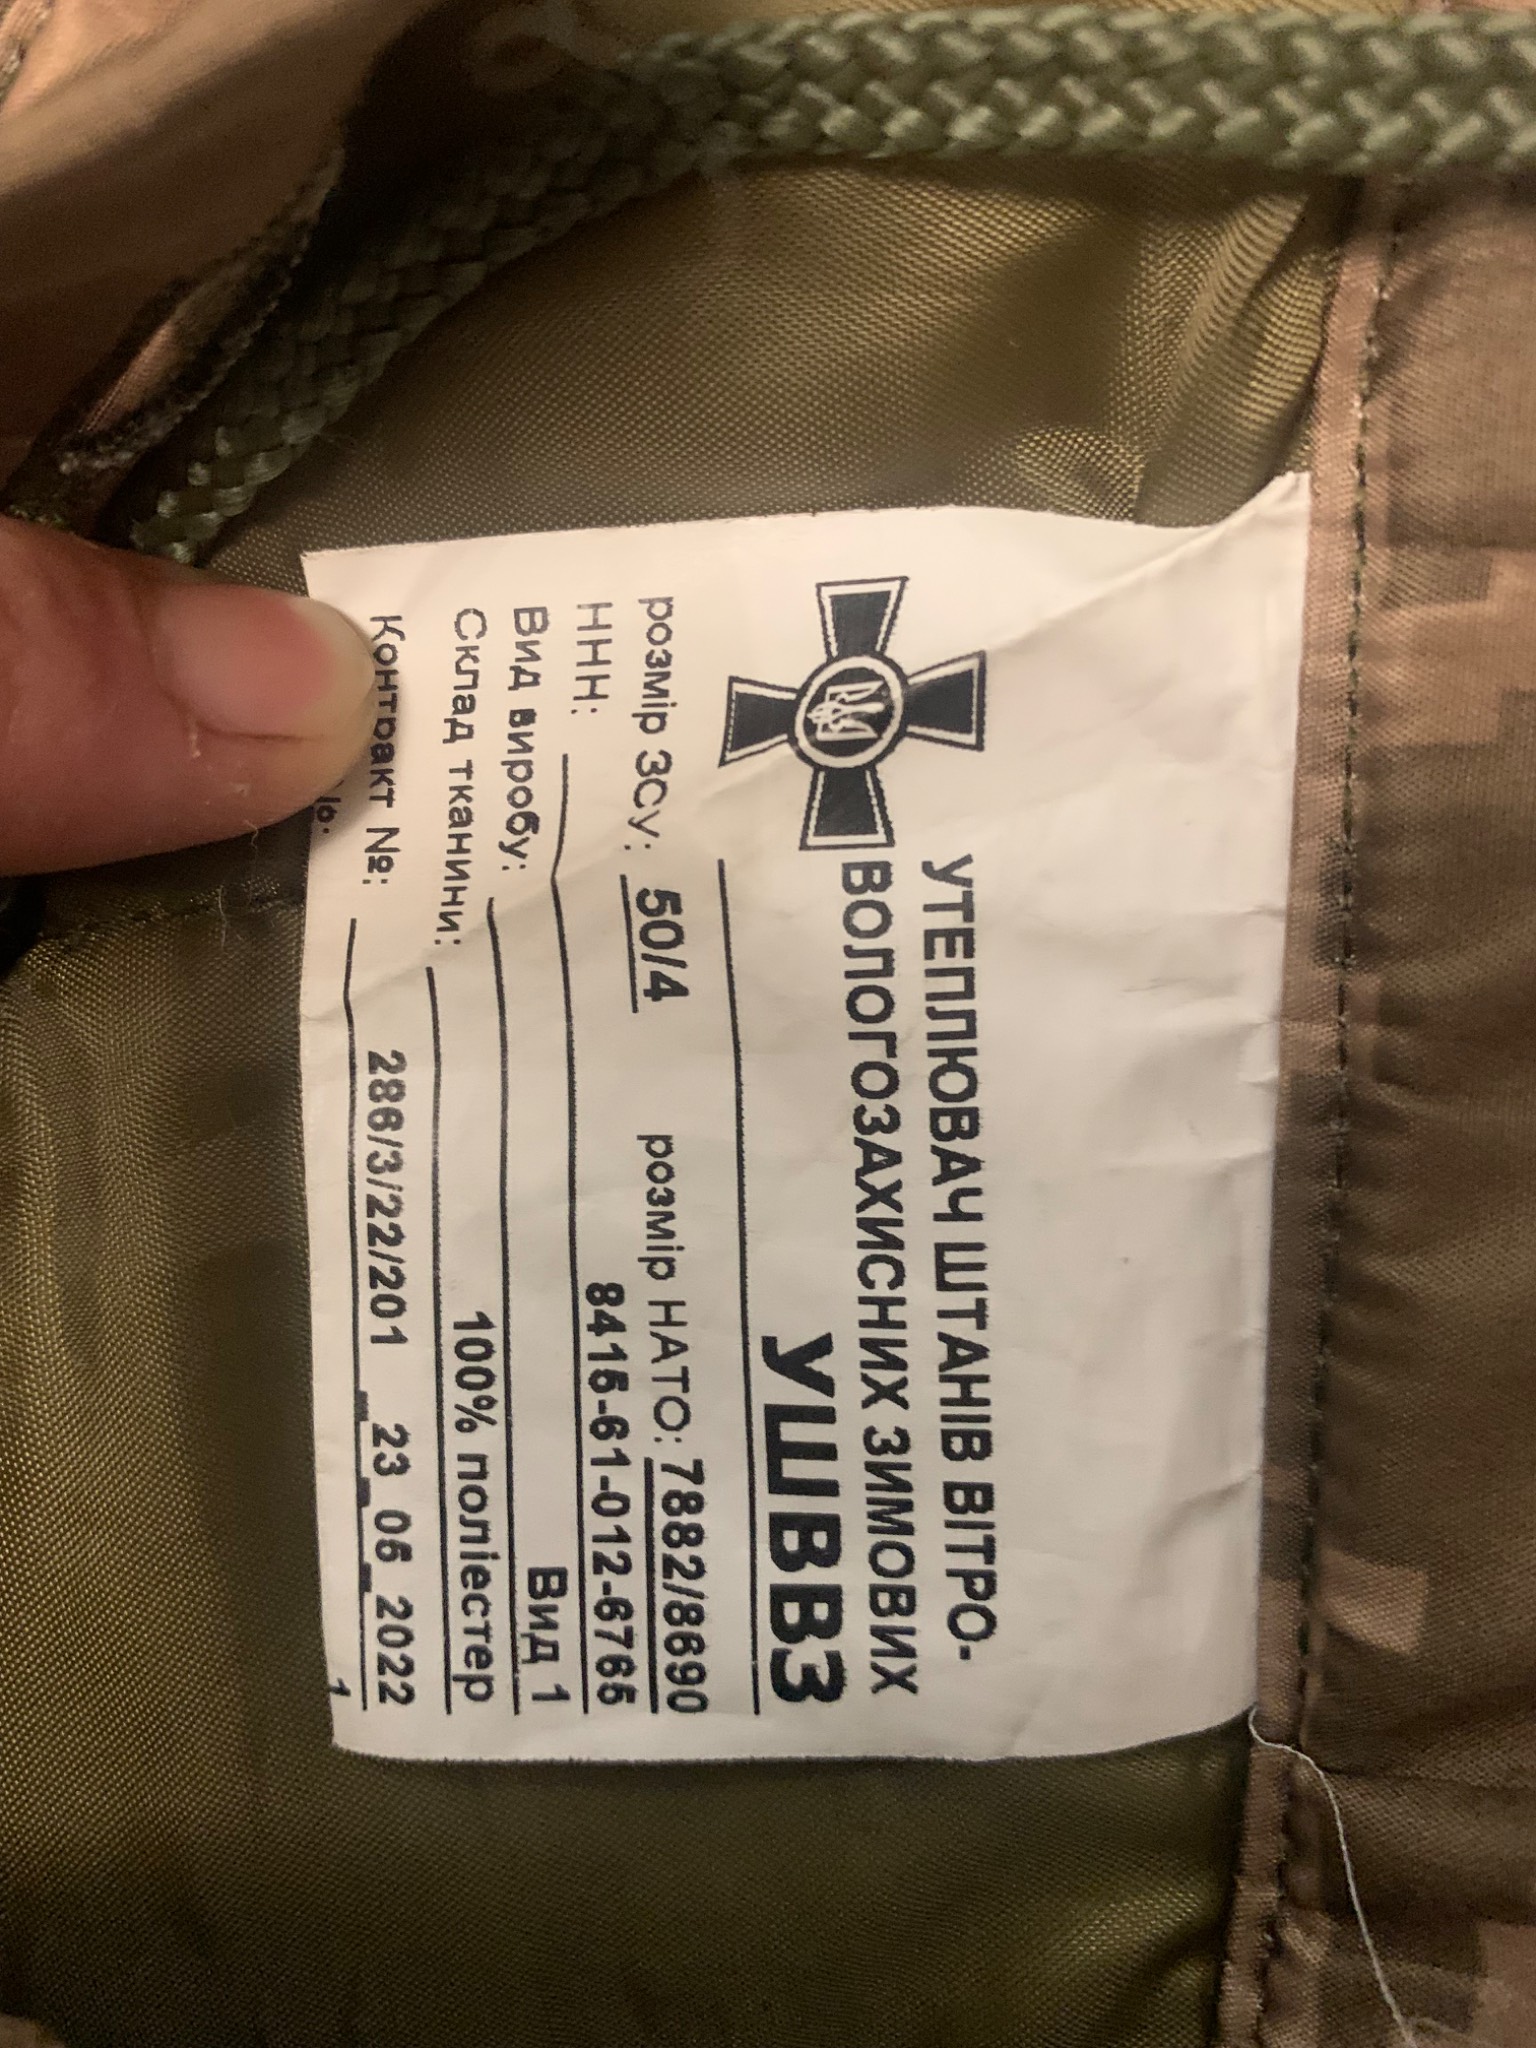 УТЕПЛЮВАЧ ШТАНІВ ВІТРО-
ВОЛОГОЗАХИСНИХ ЗИМОВИХ
УШВВЗ
розмір ЗСУ: 50/4 розмір НАТО: 7882/8690
ННН: 8415-61-012-6765
Вид виробу: Вид 1
Склад тканини: 100% поліестер
Контракт №: 286/3/22/201 23 06 2022
1